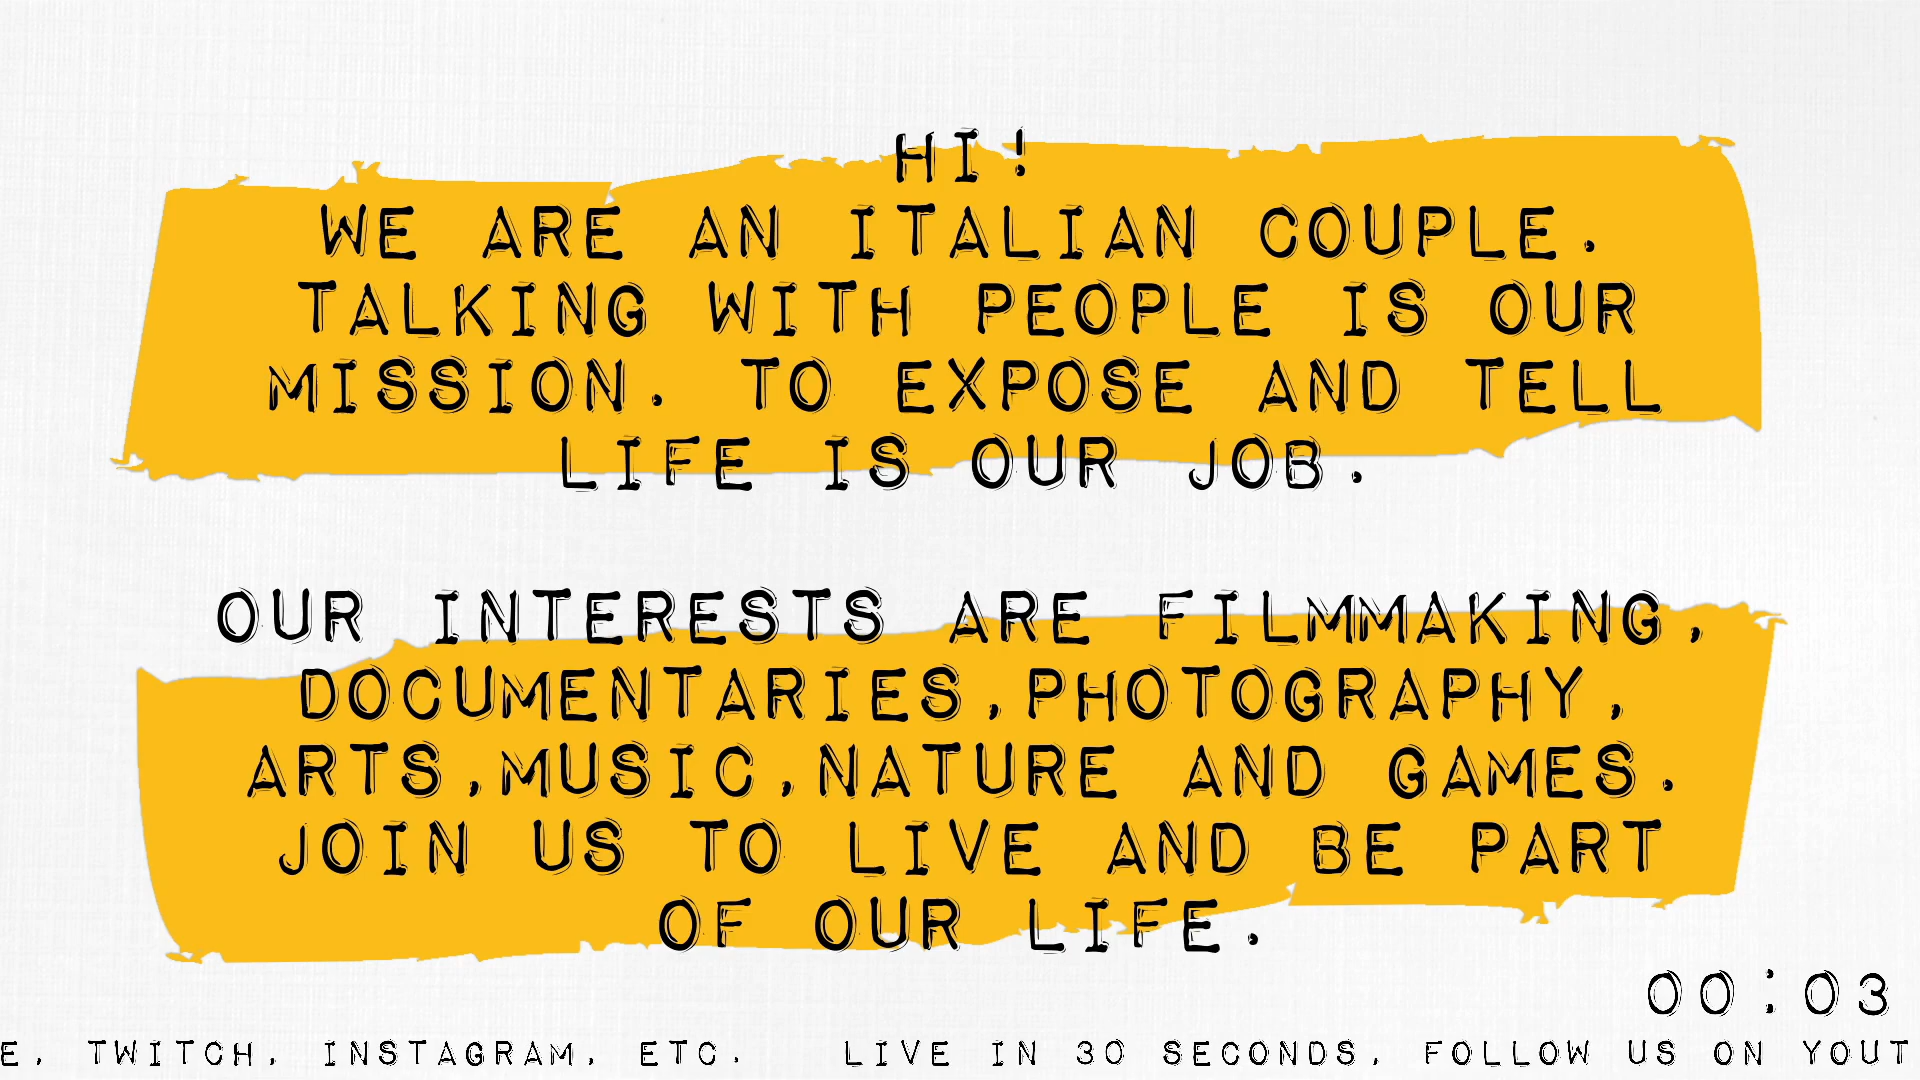 HI!
WE ARE AN ITALIAN COUPLE.
TALKING WITH PEOPLE IS OUR
MISSION. TO EXPOSE AND TELL
LIFE IS OUR JOB.
OUR INTERESTS ARE FILMMAKING,
DOCUMENTARIES,PHOTOGRAPHY,
ARTS,MUSIC,NATURE AND GAMES.
JOIN US TO LIVE AND BE PART
OF OUR LIFE.
00:03
E, TWITCH, INSTAGRAM, ETC. LIVE IN 30 SECONDS, FOLLOW US ON YOUT